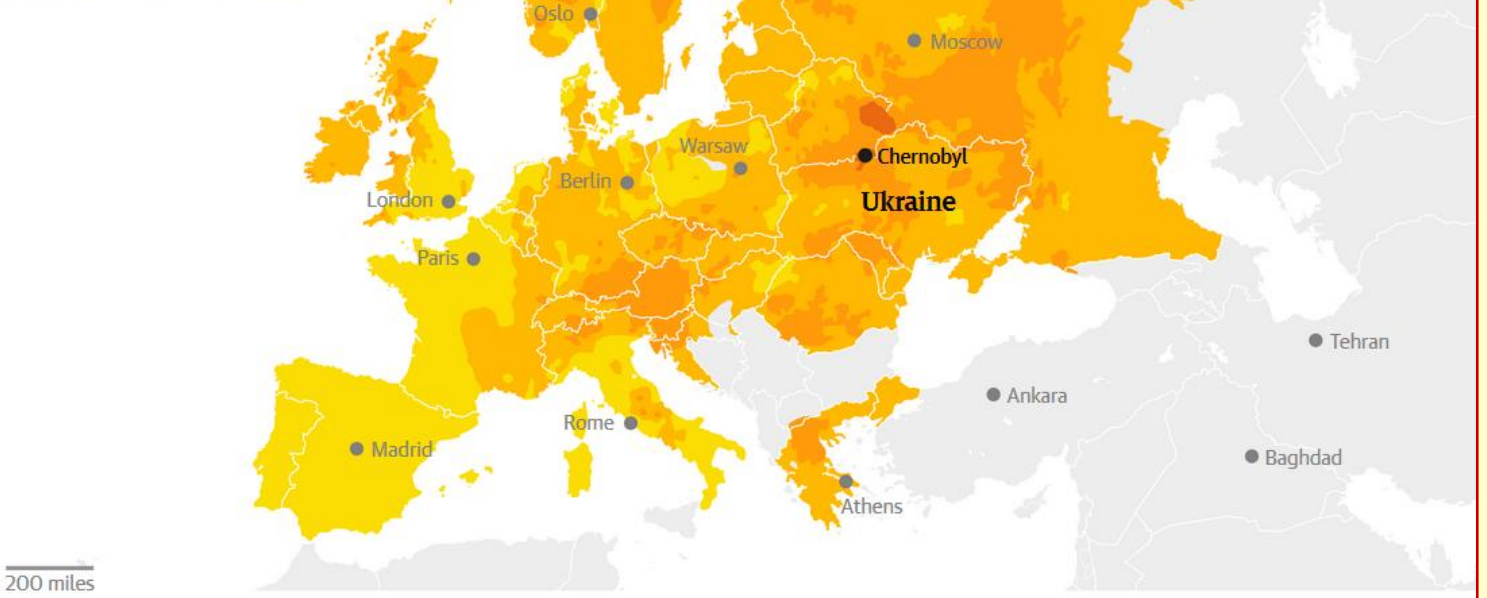 Oslo
Moscow
Warsaw
Chernobyl
Berlin
London
Ukraine
Paris
Tehran
Ankara
Rome
Madrid
Baghdad
Athens
200 miles